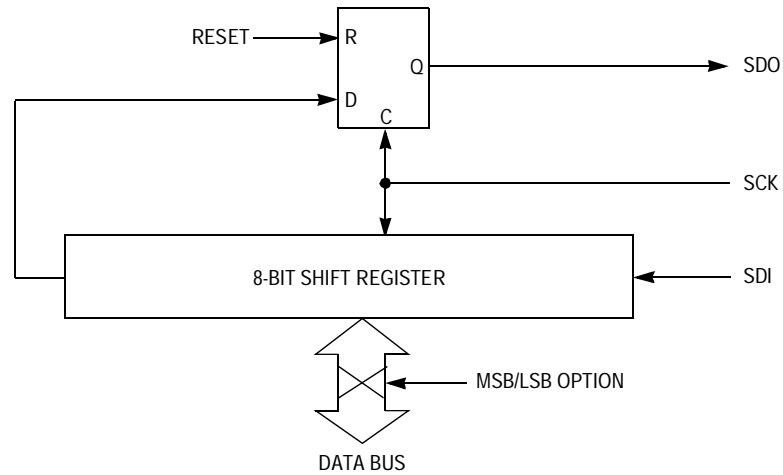 RESET
R
Q
SDO
D
C
SCK
8-BIT SHIFT REGISTER
SDI
MSB/LSB OPTION
DATA BUS